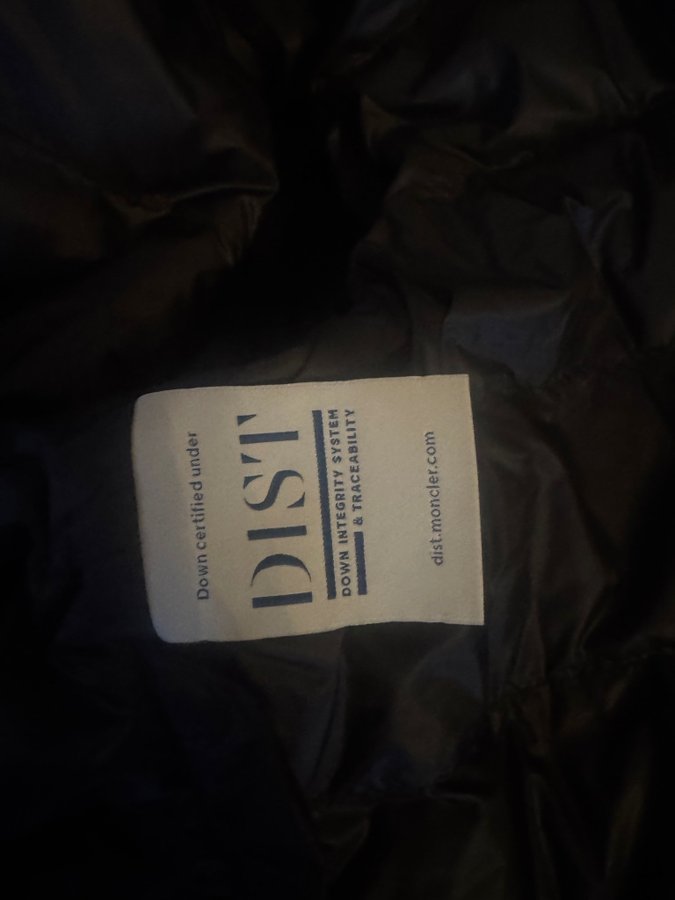 Down certified under
DIST
DOWN INTEGRITY SYSTEM
& TRACEABILITY
dist.moncler.com